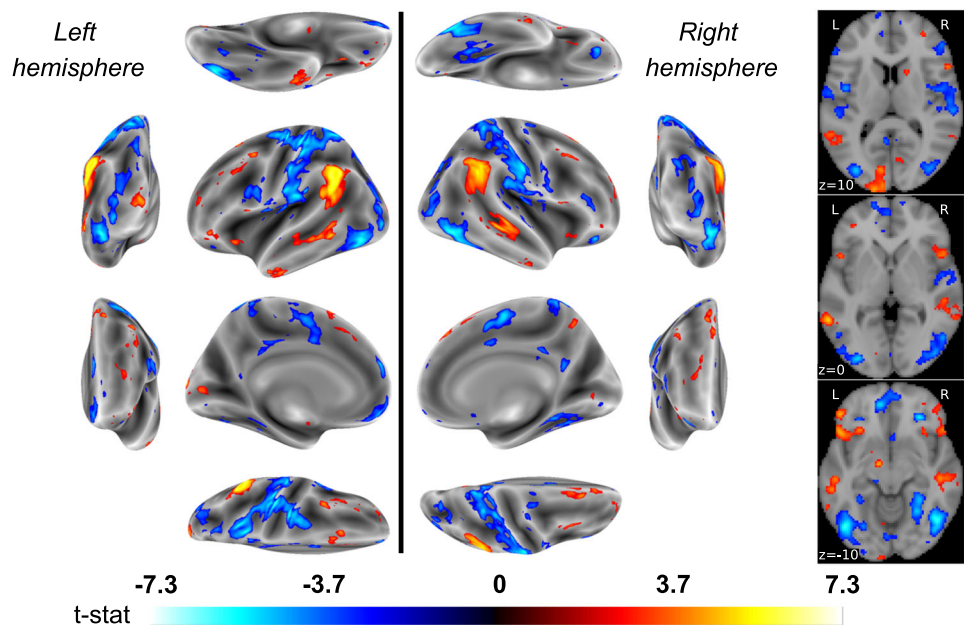 Left
hemisphere
Right
hemisphere
L R
z=10
L R
z=0
L R
z=-10
-7.3 -3.7 0 3.7 7.3
t-stat